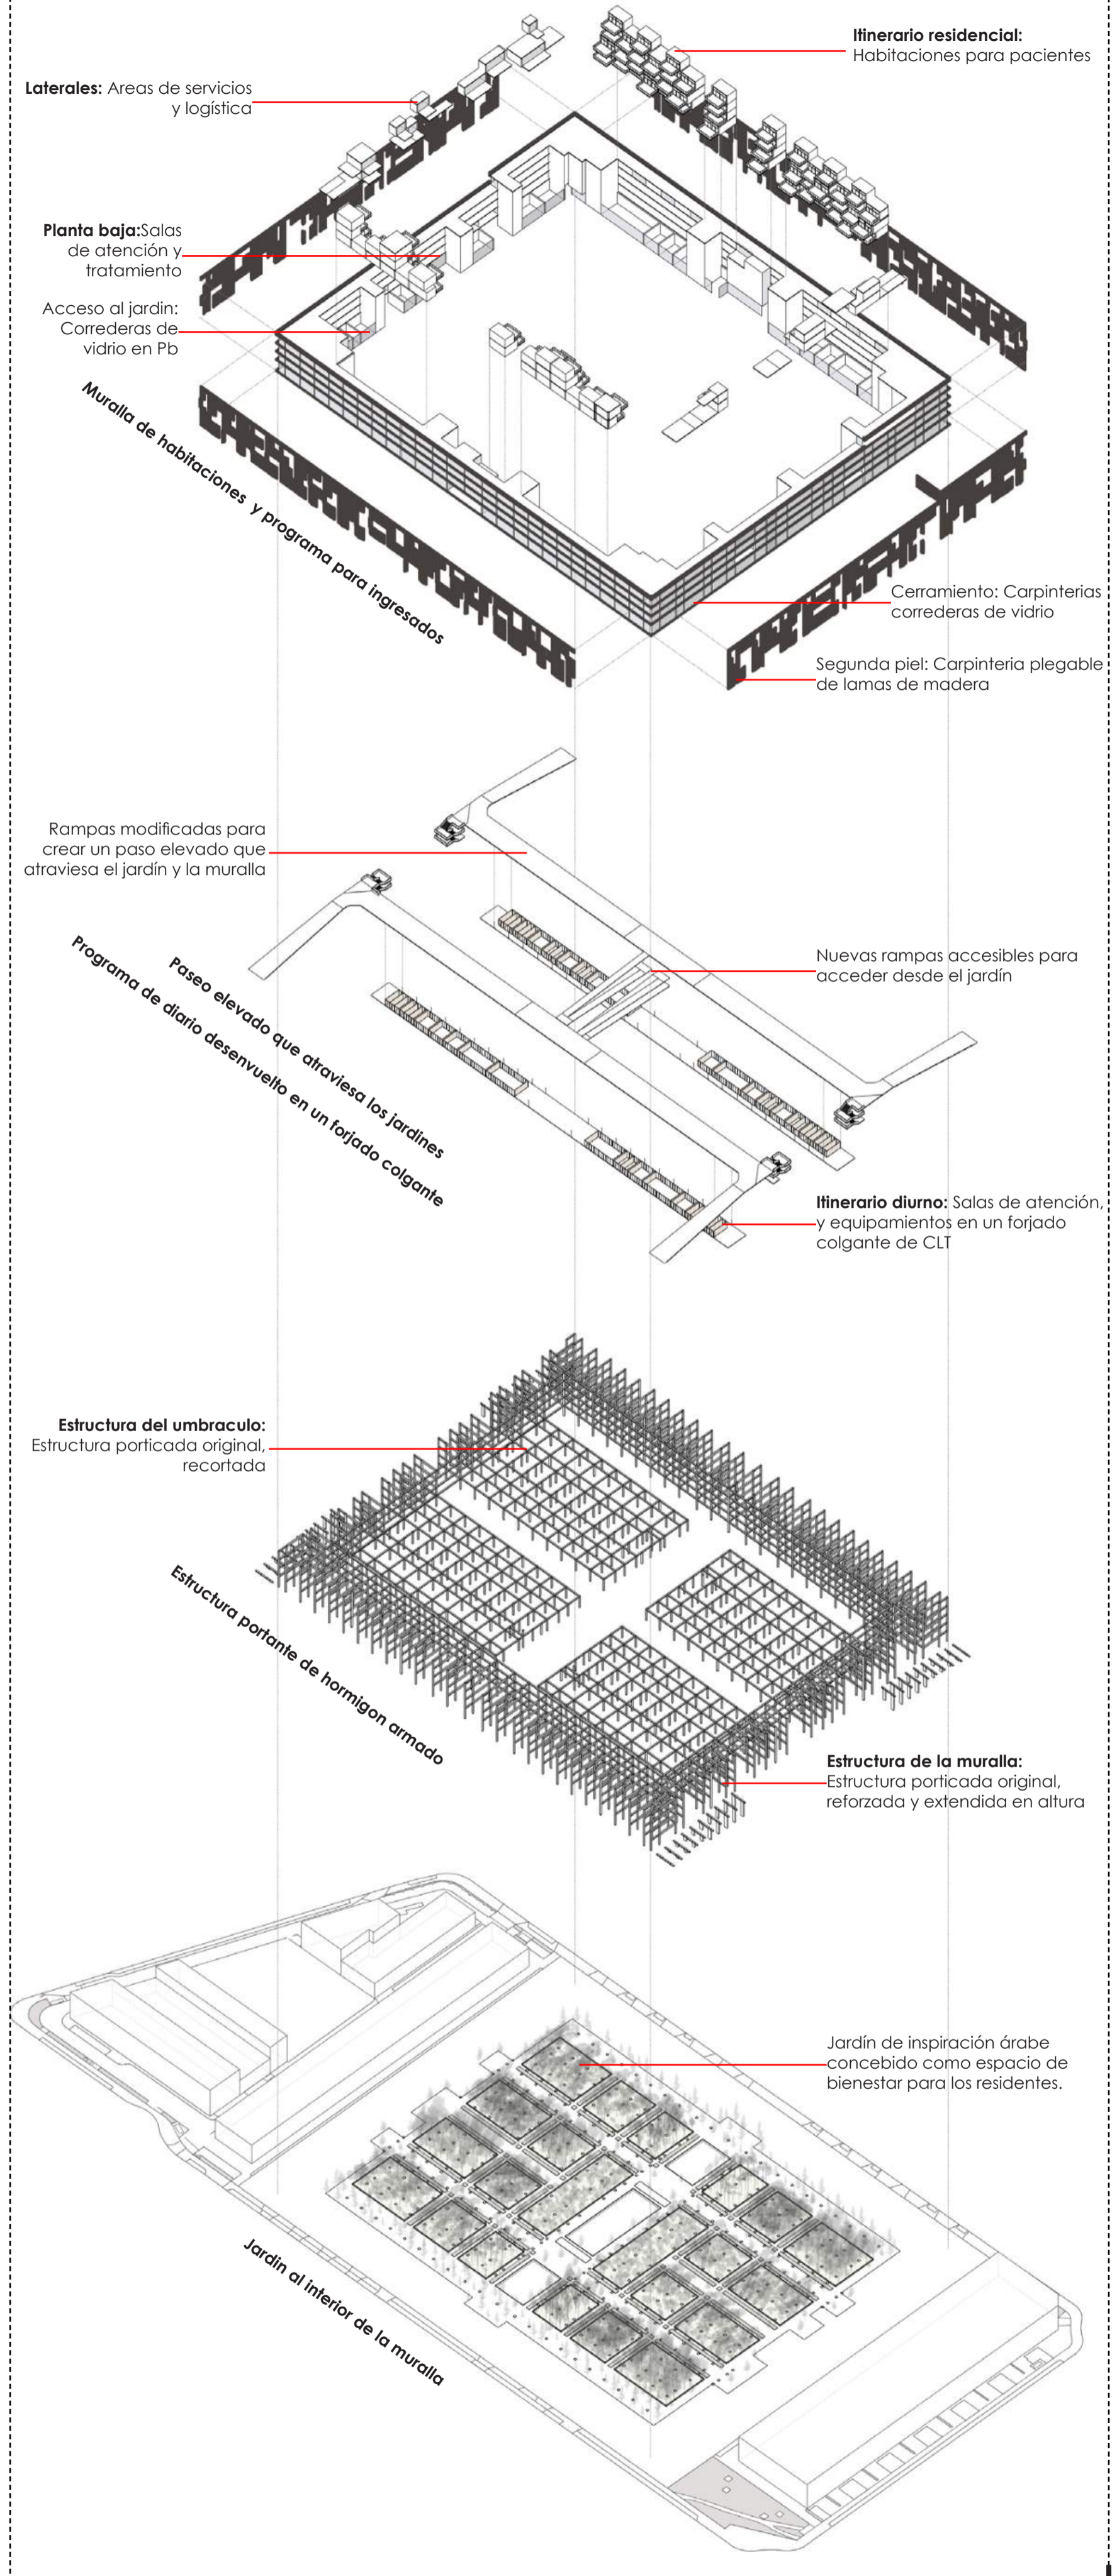 Itinerario residencial:
Habitaciones para pacientes
Laterales: Areas de servicios
y logística
Planta baja:Salas
de atención y
tratamiento
Acceso al jardin:
Correderas de
vidrio en Pb
Muralla de habitaciones y programa para ingresados
Cerramiento: Carpinterias
correderas de vidrio
Segunda piel: Carpinteria plegable
de lamas de madera
Rampas modificadas para
crear un paso elevado que
atraviesa el jardín y la muralla
Nuevas rampas accesibles para
acceder desde el jardín
Paseo elevado que atraviesa los jardines
Programa de diario desenvuelto en un forjado colgante
Itinerario diurno: Salas de atención,
y equipamientos en un forjado
colgante de CLT
Estructura del umbraculo:
Estructura porticada original,
recortada
Estructura portante de hormigon armado
Estructura de la muralla:
Estructura porticada original,
reforzada y extendida en altura
Jardín de inspiración árabe
concebido como espacio de
bienestar para los residentes.
Jardin al interior de la muralla